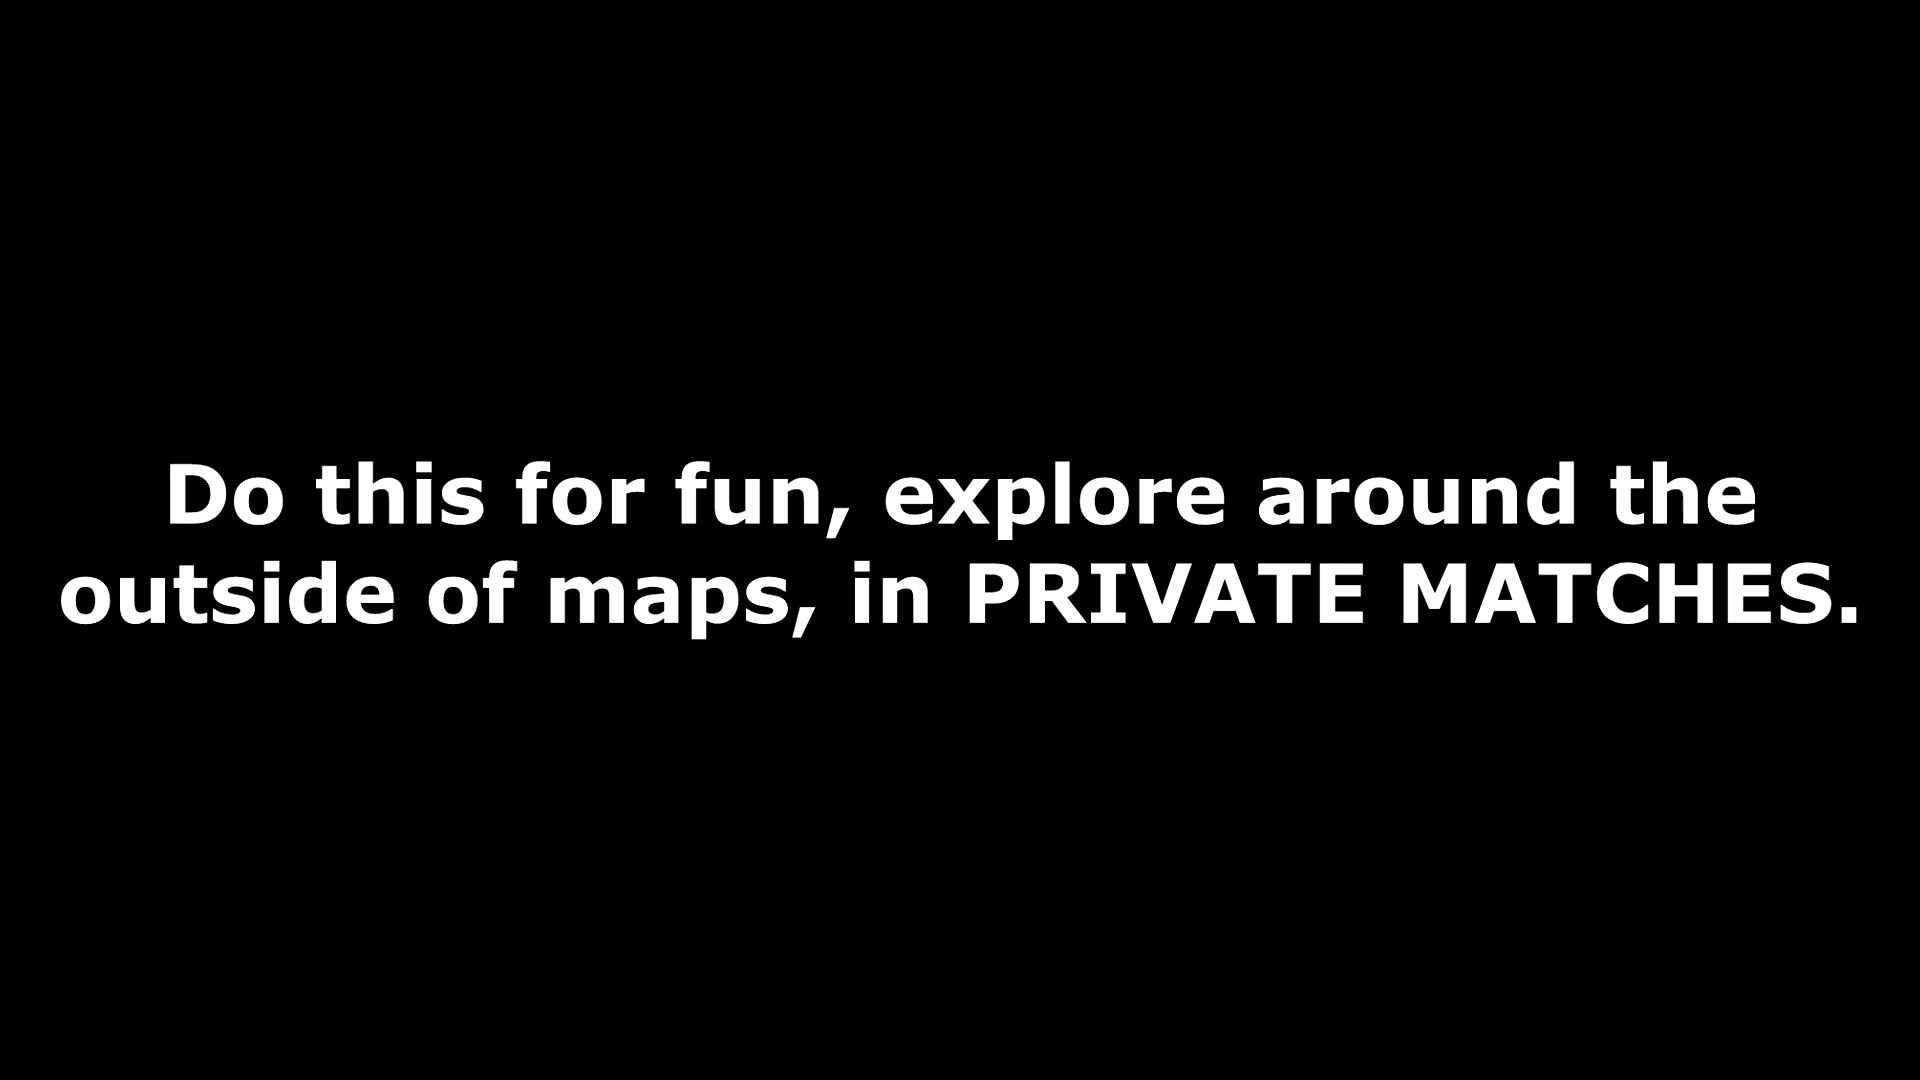 Do this for fun, explore around the
outside of maps, in PRIVATE MATCHES.